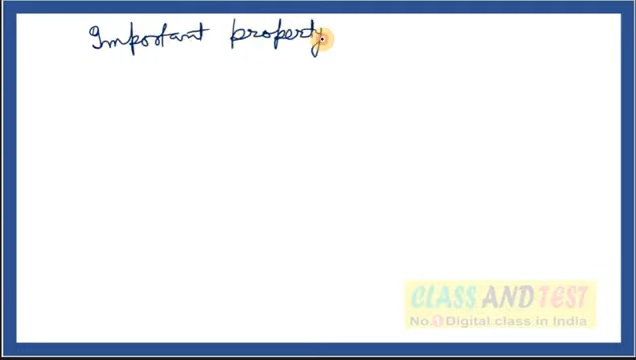 Important property
CLASS AND TEST
No.1 Digital class in India